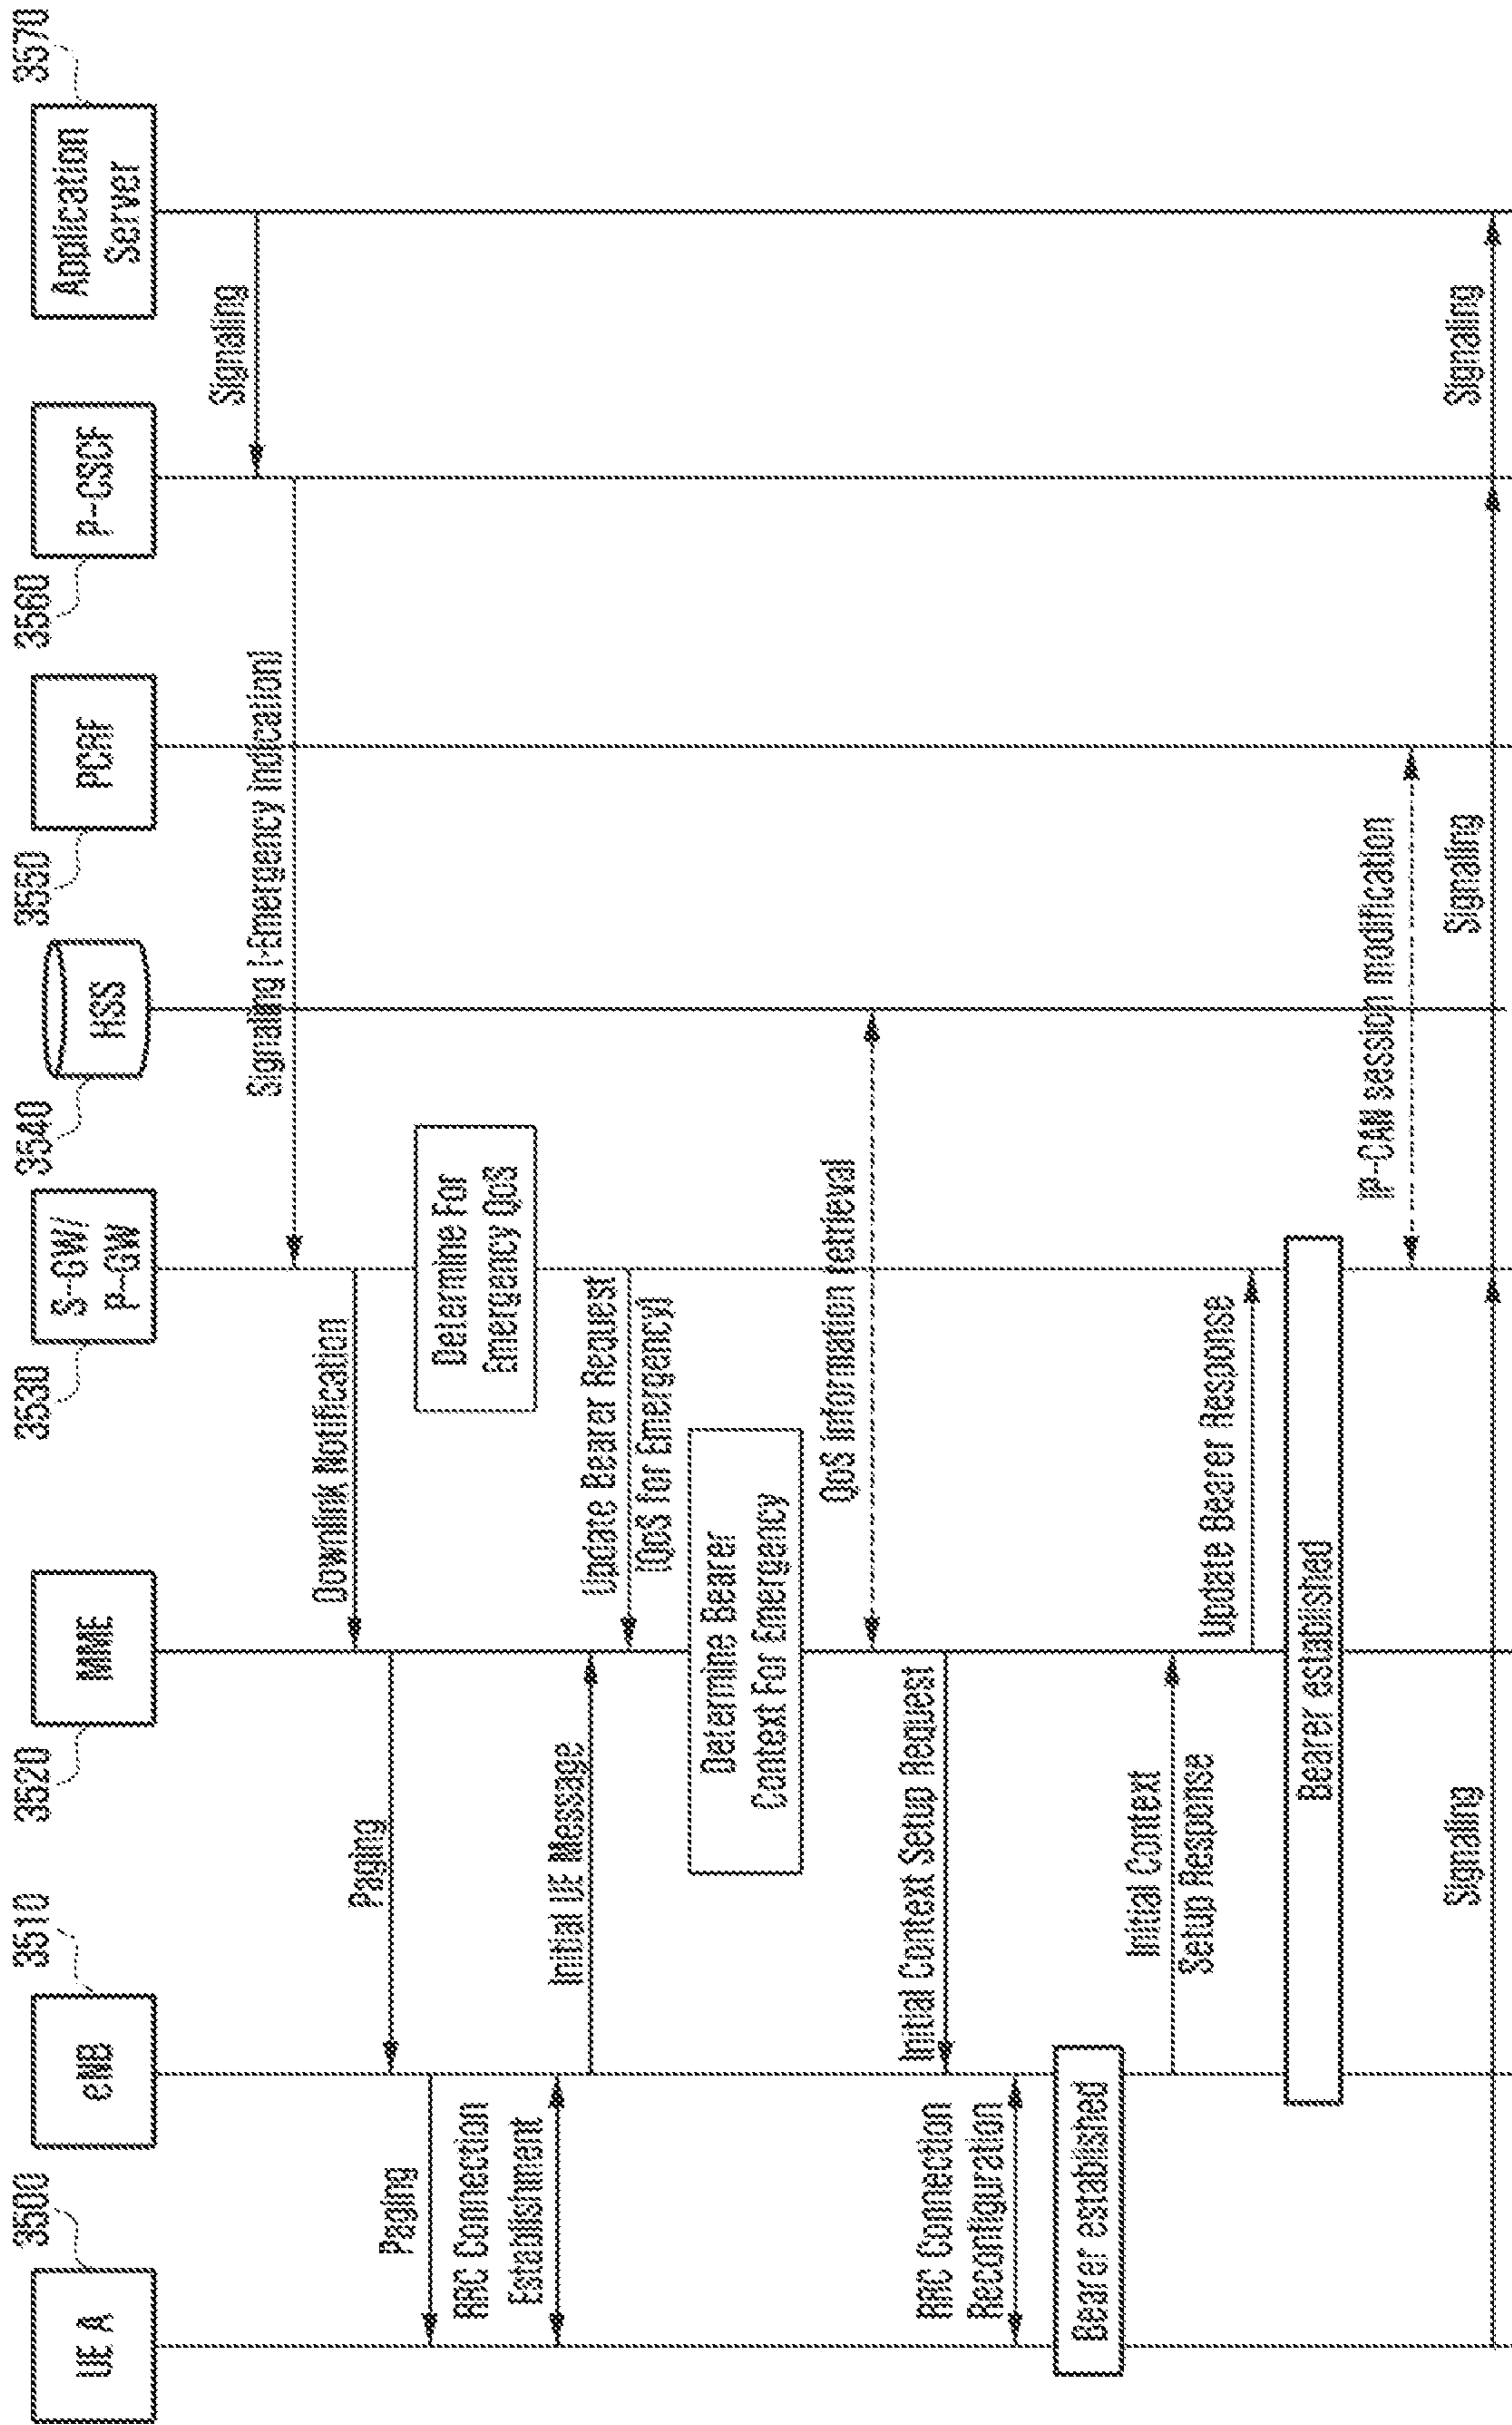 3500
UE A
3510
eNB
3520
MME
3530
S-GW/
P-GW
3540
HSS
3550
PCRF
3560
P-CSCF
3570
Application
Server
Signaling
Signaling (+Emergency indication)
Downlink Notification
Paging
Paging
Determine For
Emergency QoS
RRC Connection
Establishment
Initial UE Message
Update Bearer Request
(QoS for Emergency)
Determine Bearer
Context For Emergency
QoS information retrieval
Initial Context Setup Request
RRC Connection
Reconfiguration
Bearer established
Initial Context
Setup Response
Update Bearer Response
Bearer established
IP-CAN session modification
Signaling
Signaling
Signaling